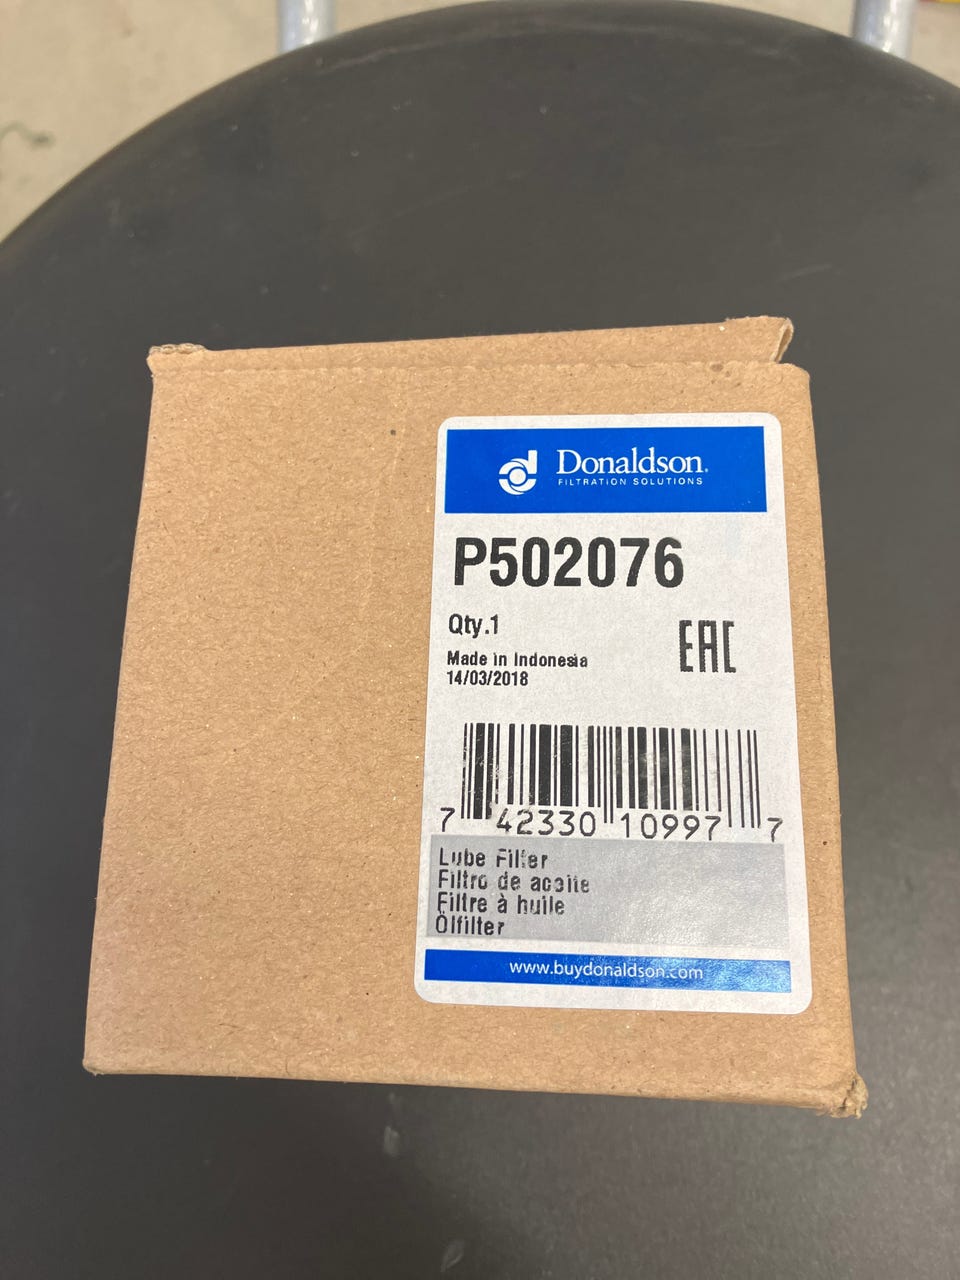 Donaldson.
FILTRATION SOLUTIONS
P502076
Qty.1
EAC
Made in Indonesia
14/03/2018
7 42330 10997 7
Lube Filter
Filtro de aceite
Filtre à huile
Ölfilter
www.buydonaldson.com